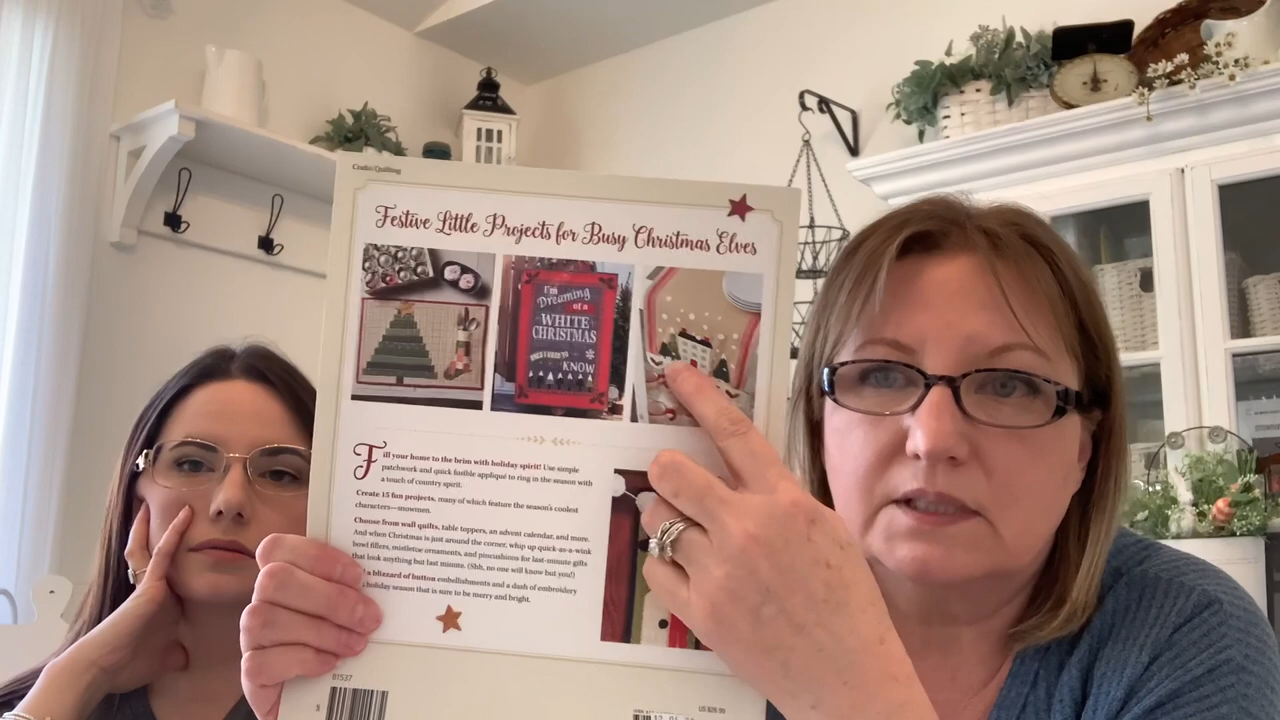 Crafts/Quilting
Festive Little Projects for Busy Christmas Elves
I'm
Dreaming
of a
WHITE
CHRISTMAS
KNOW
Fill your home to the brim with holiday spirit! Use simple
patchwork and quick fusible appliqué to ring in the season with
a touch of country spirit.
Create 15 fun projects, many of which feature the season's coolest
characters—snowmen.
Choose from wall quilts, table toppers, an advent calendar, and more.
And when Christmas is just around the corner, whip up quick-as-a-wink
bowl fillers, mistletoe ornaments, and pincushions for last-minute gifts
that look anything but last minute. (Shh, no one will know but you!)
a blizzard of button embellishments and a dash of embroidery
holiday season that is sure to be merry and bright.
01537
US $26.99